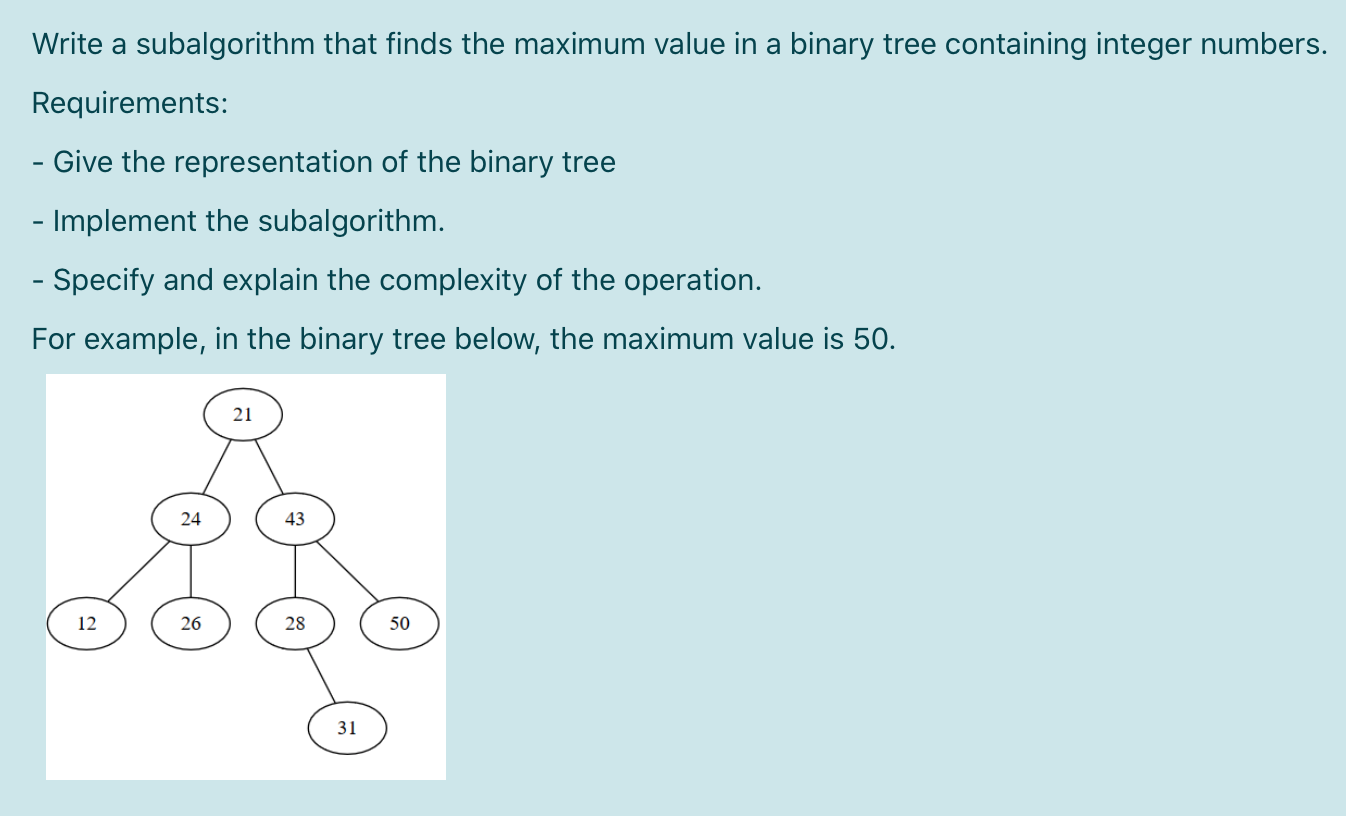 Write a subalgorithm that finds the maximum value in a binary tree containing integer numbers.
Requirements:
- Give the representation of the binary tree
- Implement the subalgorithm.
- Specify and explain the complexity of the operation.
For example, in the binary tree below, the maximum value is 50.
21
24 43
12 26 28 50
31